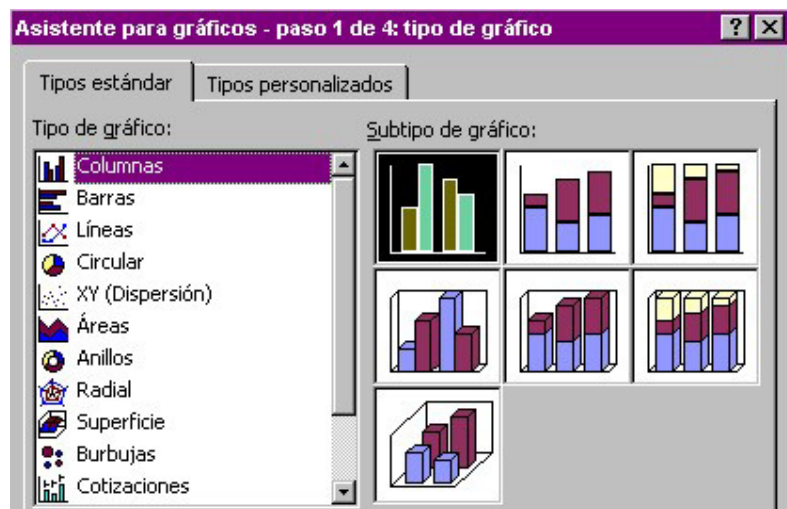 Asistente para gráficos - paso 1 de 4: tipo de gráfico
Tipos estándar
Tipos personalizados
Tipo de gráfico:
Subtipo de gráfico:
Columnas
Barras
Líneas
Circular
XY (Dispersión)
Áreas
Anillos
Radial
Superficie
Burbujas
Cotizaciones